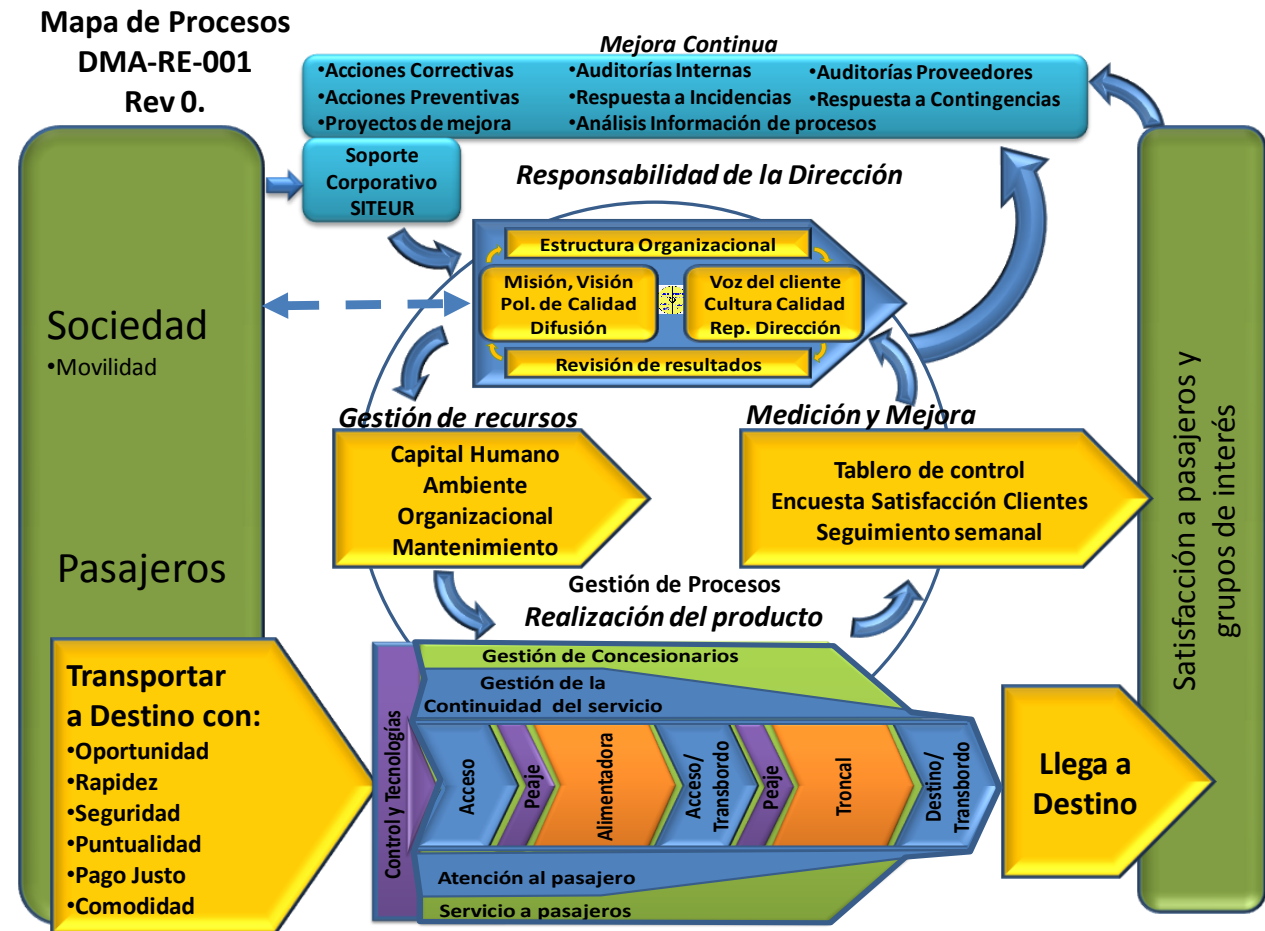 Mapa de Procesos
DMA-RE-001
Rev 0.
Mejora Continua
•Acciones Correctivas
•Acciones Preventivas
•Proyectos de mejora
•Auditorías Internas
•Respuesta a Incidencias
•Análisis Información de procesos
•Auditorías Proveedores
•Respuesta a Contingencias
Soporte
Corporativo
SITEUR
Responsabilidad de la Dirección
Estructura Organizacional
Misión, Visión
Pol. de Calidad
Difusión
Voz del cliente
Cultura Calidad
Rep. Dirección
Revisión de resultados
Sociedad
•Movilidad
Pasajeros
Gestión de recursos
Capital Humano
Ambiente
Organizacional
Mantenimiento
Medición y Mejora
Tablero de control
Encuesta Satisfacción Clientes
Seguimiento semanal
Gestión de Procesos
Realización del producto
Transportar
a Destino con:
•Oportunidad
•Rapidez
•Seguridad
•Puntualidad
•Pago Justo
•Comodidad
Control y Tecnologías
Gestión de Concesionarios
Gestión de la
Continuidad del servicio
Acceso
Peaje
Alimentadora
Acceso/
Transbordo
Peaje
Troncal
Destino/
Transbordo
Atención al pasajero
Servicio a pasajeros
Llega a
Destino
Satisfacción a pasajeros y
grupos de interés